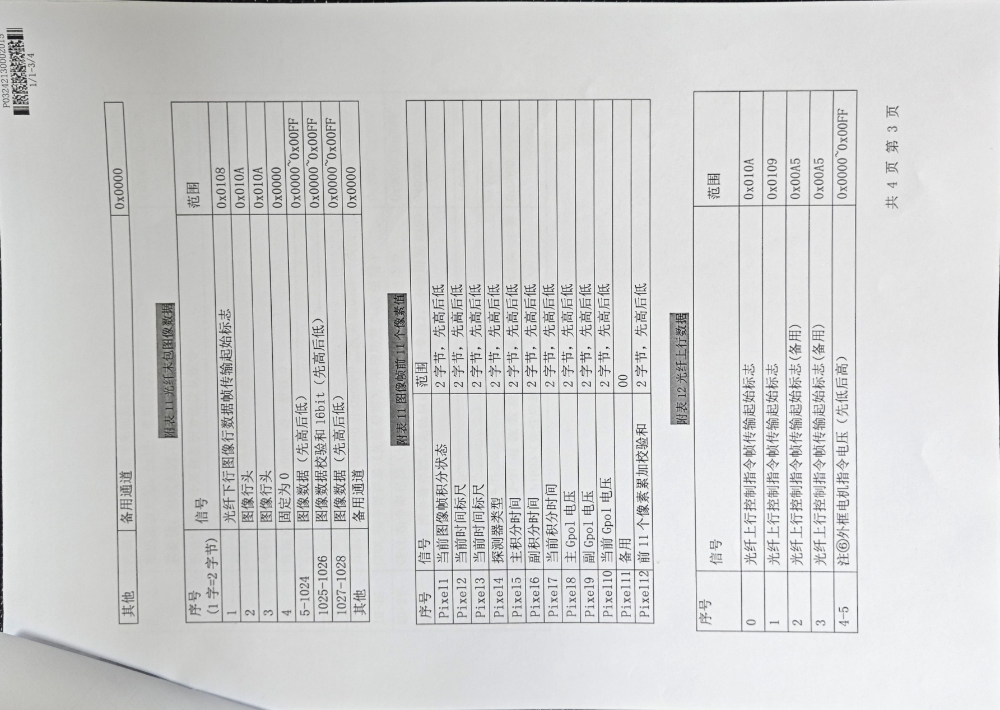 P03242130002015
1/1-3/4
其他 备用通道 0x0000
附表 11 光纤末包图像数据
序号 信号 范围
(1 字=2 字节)
1 光纤下行图像行数据帧传输起始标志 0x0108
2 图像行头 0x010A
3 图像行头 0x010A
4 固定为 0 0x0000
5-1024 图像数据（先高后低） 0x0000~0x00FF
1025-1026 图像数据校验和 16bit（先高后低） 0x0000~0x00FF
1027-1028 图像数据（先高后低） 0x0000~0x00FF
其他 备用通道 0x0000
附表 11 图像帧前 11 个像素值
序号 信号 范围
Pixel1 当前图像帧积分状态 2 字节，先高后低
Pixel2 当前时间标尺 2 字节，先高后低
Pixel3 当前时间标尺 2 字节，先高后低
Pixel4 探测器类型 2 字节，先高后低
Pixel5 主积分时间 2 字节，先高后低
Pixel6 副积分时间 2 字节，先高后低
Pixel7 当前积分时间 2 字节，先高后低
Pixel8 主 Gpol 电压 2 字节，先高后低
Pixel9 副 Gpol 电压 2 字节，先高后低
Pixel10 当前 Gpol 电压 2 字节，先高后低
Pixel11 备用 00
Pixel12 前 11 个像素累加校验和 2 字节，先高后低
附表 12 光纤上行数据
序号 信号 范围
0 光纤上行控制指令帧传输起始标志 0x010A
1 光纤上行控制指令帧传输起始标志 0x0109
2 光纤上行控制指令帧传输起始标志(备用) 0x00A5
3 光纤上行控制指令帧传输起始标志(备用) 0x00A5
4-5 注⑥外框电机指令电压（先低后高） 0x0000~0x00FF
共 4 页 第 3 页